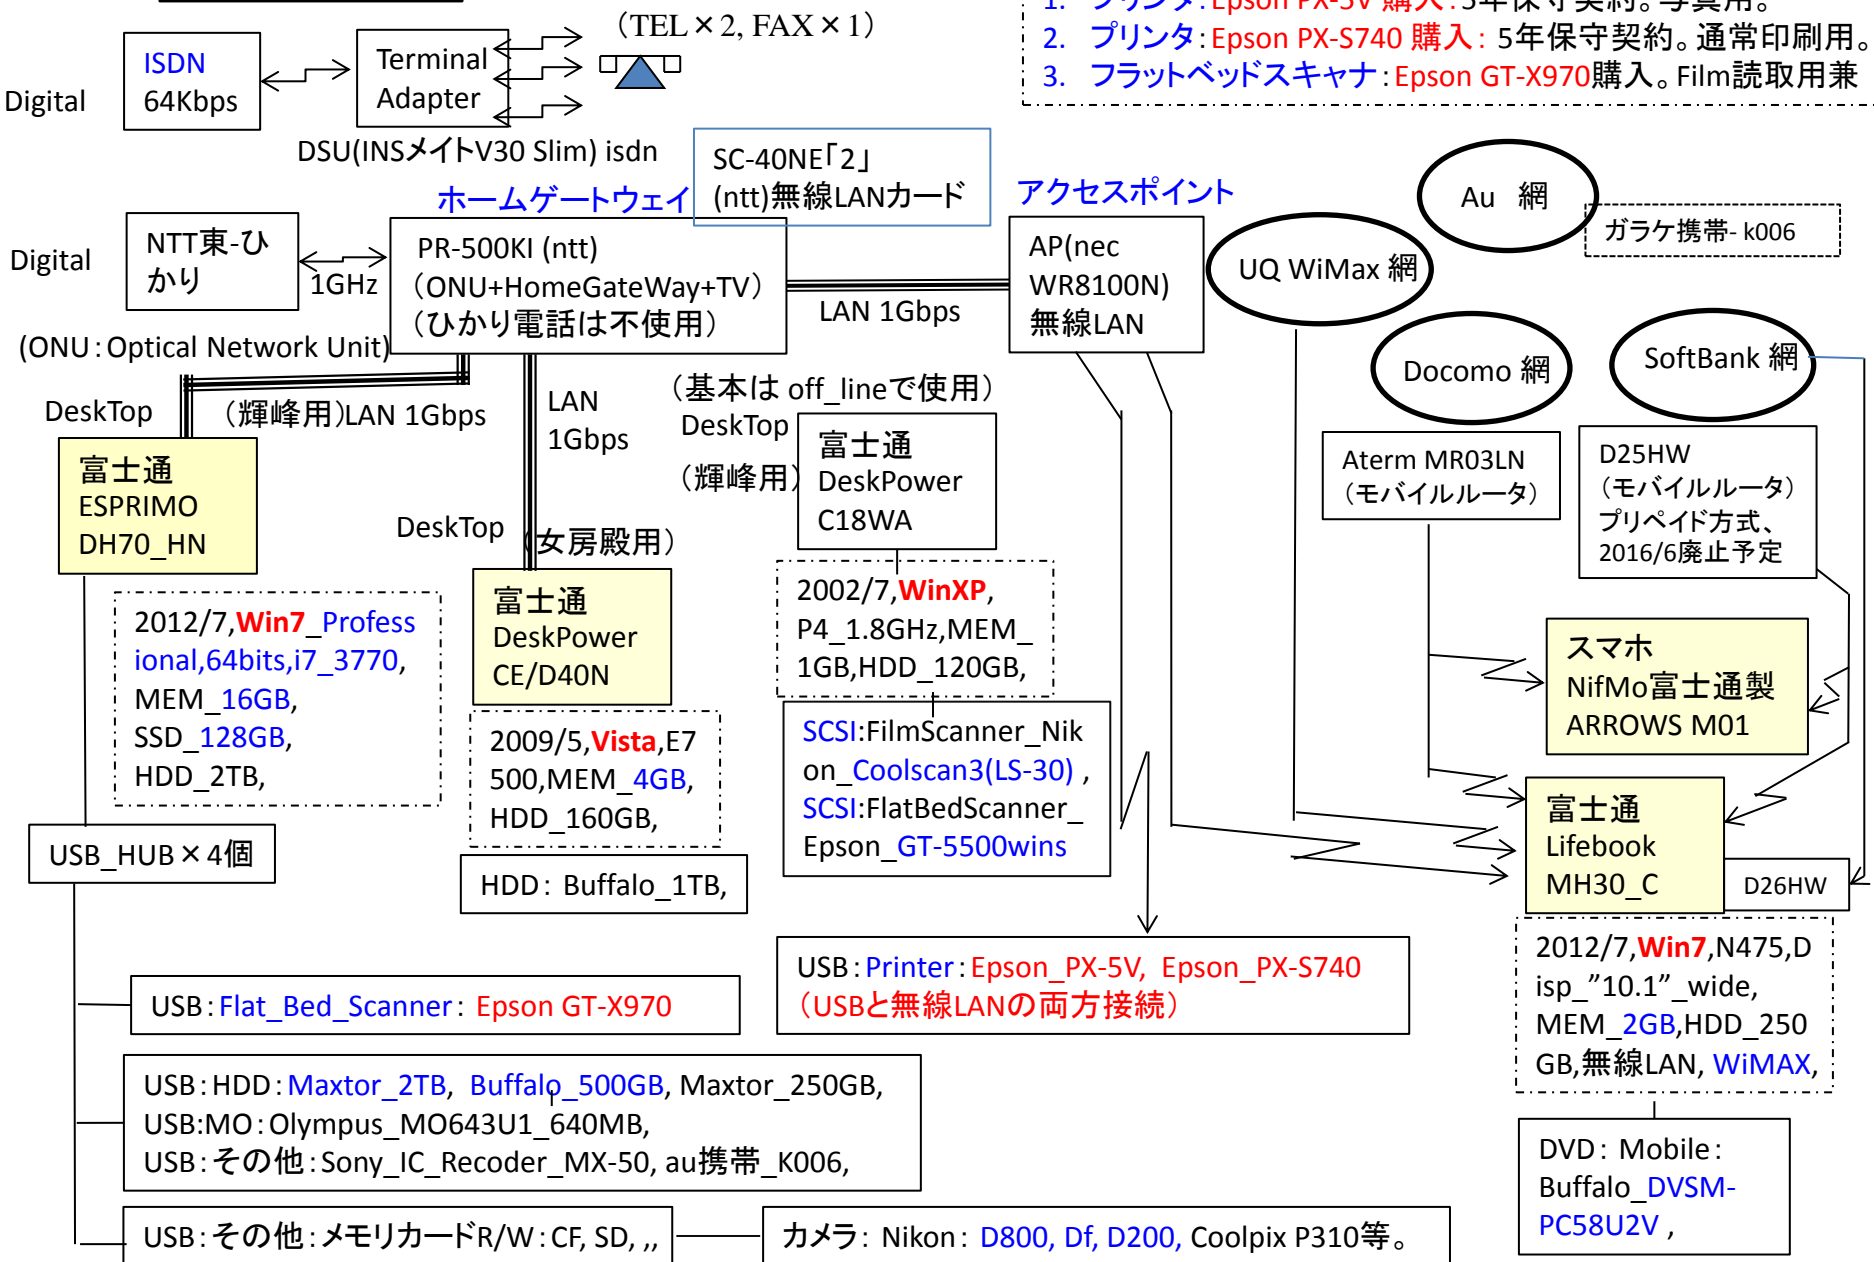 (TEL×2, FAX×1)
1. プリンタ:Epson PX-5V 購入:5年保守契約。写真用。
2. プリンタ:Epson PX-S740 購入: 5年保守契約。通常印刷用。
3. フラットベッドスキャナ:Epson GT-X970購入。Film読取用兼
Digital
ISDN
64Kbps
Terminal
Adapter
DSU(INSメイトV30 Slim) isdn
SC-40NE「2」
(ntt)無線LANカード
ホームゲートウェイ
アクセスポイント
Au 網
ガラケ携帯- k006
Digital
NTT東-ひ
かり
1GHz
PR-500KI (ntt)
(ONU+HomeGateWay+TV)
(ひかり電話は不使用)
LAN 1Gbps
AP(nec
WR8100N)
無線LAN
UQ WiMax 網
(ONU:Optical Network Unit)
Docomo 網
SoftBank 網
DeskTop
(輝峰用)LAN 1Gbps
LAN
1Gbps
(基本は off_lineで使用)
DeskTop
(輝峰用)
富士通
ESPRIMO
DH70_HN
DeskTop
(女房殿用)
富士通
DeskPower
C18WA
Aterm MR03LN
(モバイルルータ)
D25HW
(モバイルルータ)
プリペイド方式、
2016/6廃止予定
2012/7,Win7_Profess
ional,64bits,i7_3770,
MEM_16GB,
SSD_128GB,
HDD_2TB,
富士通
DeskPower
CE/D40N
2002/7,WinXP,
P4_1.8GHz,MEM_
1GB,HDD_120GB,
スマホ
NifMo富士通製
ARROWS M01
2009/5,Vista,E7
500,MEM_4GB,
HDD_160GB,
SCSI:FilmScanner_Nik
on_Coolscan3(LS-30) ,
SCSI:FlatBedScanner_
Epson_GT-5500wins
USB_HUB×4個
HDD: Buffalo_1TB,
富士通
Lifebook
MH30_C
D26HW
USB:Flat_Bed_Scanner: Epson GT-X970
USB:Printer:Epson_PX-5V, Epson_PX-S740
(USBと無線LANの両方接続)
2012/7,Win7,N475,D
isp_”10.1”_wide,
MEM_2GB,HDD_250
GB,無線LAN, WiMAX,
USB:HDD:Maxtor_2TB, Buffalo_500GB, Maxtor_250GB,
USB:MO:Olympus_MO643U1_640MB,
USB:その他:Sony_IC_Recoder_MX-50, au携帯_K006,
DVD: Mobile:
Buffalo_DVSM-
PC58U2V ,
USB:その他:メモリカードR/W:CF, SD, ,,
カメラ: Nikon: D800, Df, D200, Coolpix P310等。